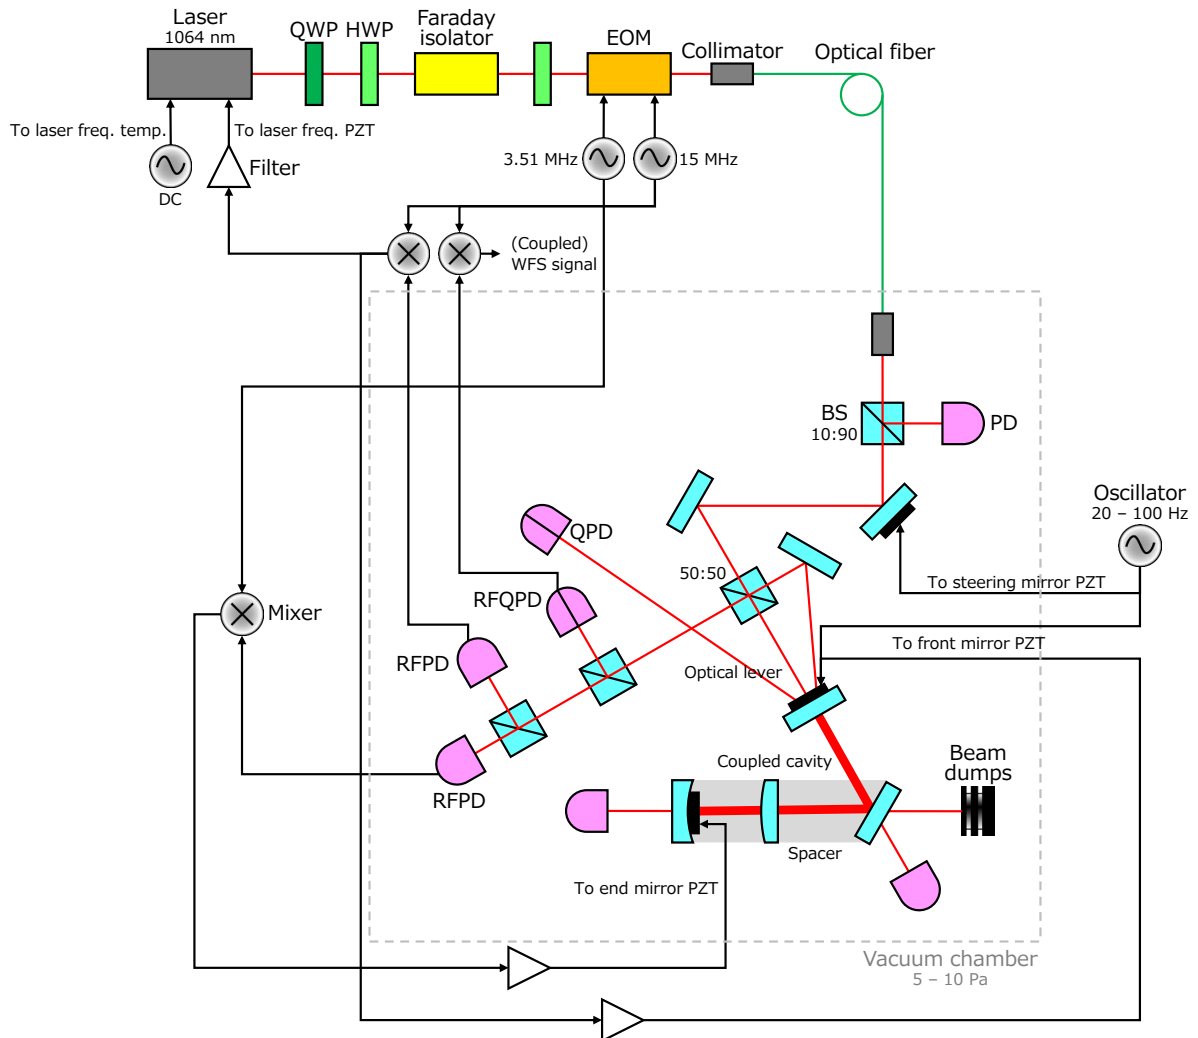 Laser
1064 nm
QWP
HWP
Faraday
isolator
EOM
Collimator
Optical fiber
To laser freq. temp.
To laser freq. PZT
Filter
DC
3.51 MHz
15 MHz
(Coupled)
WFS signal
BS
10:90
PD
Oscillator
20 – 100 Hz
QPD
50:50
To steering mirror PZT
RFQPD
Mixer
RFPD
To front mirror PZT
Optical lever
Coupled cavity
Beam
dumps
RFPD
Spacer
To end mirror PZT
Vacuum chamber
5 – 10 Pa